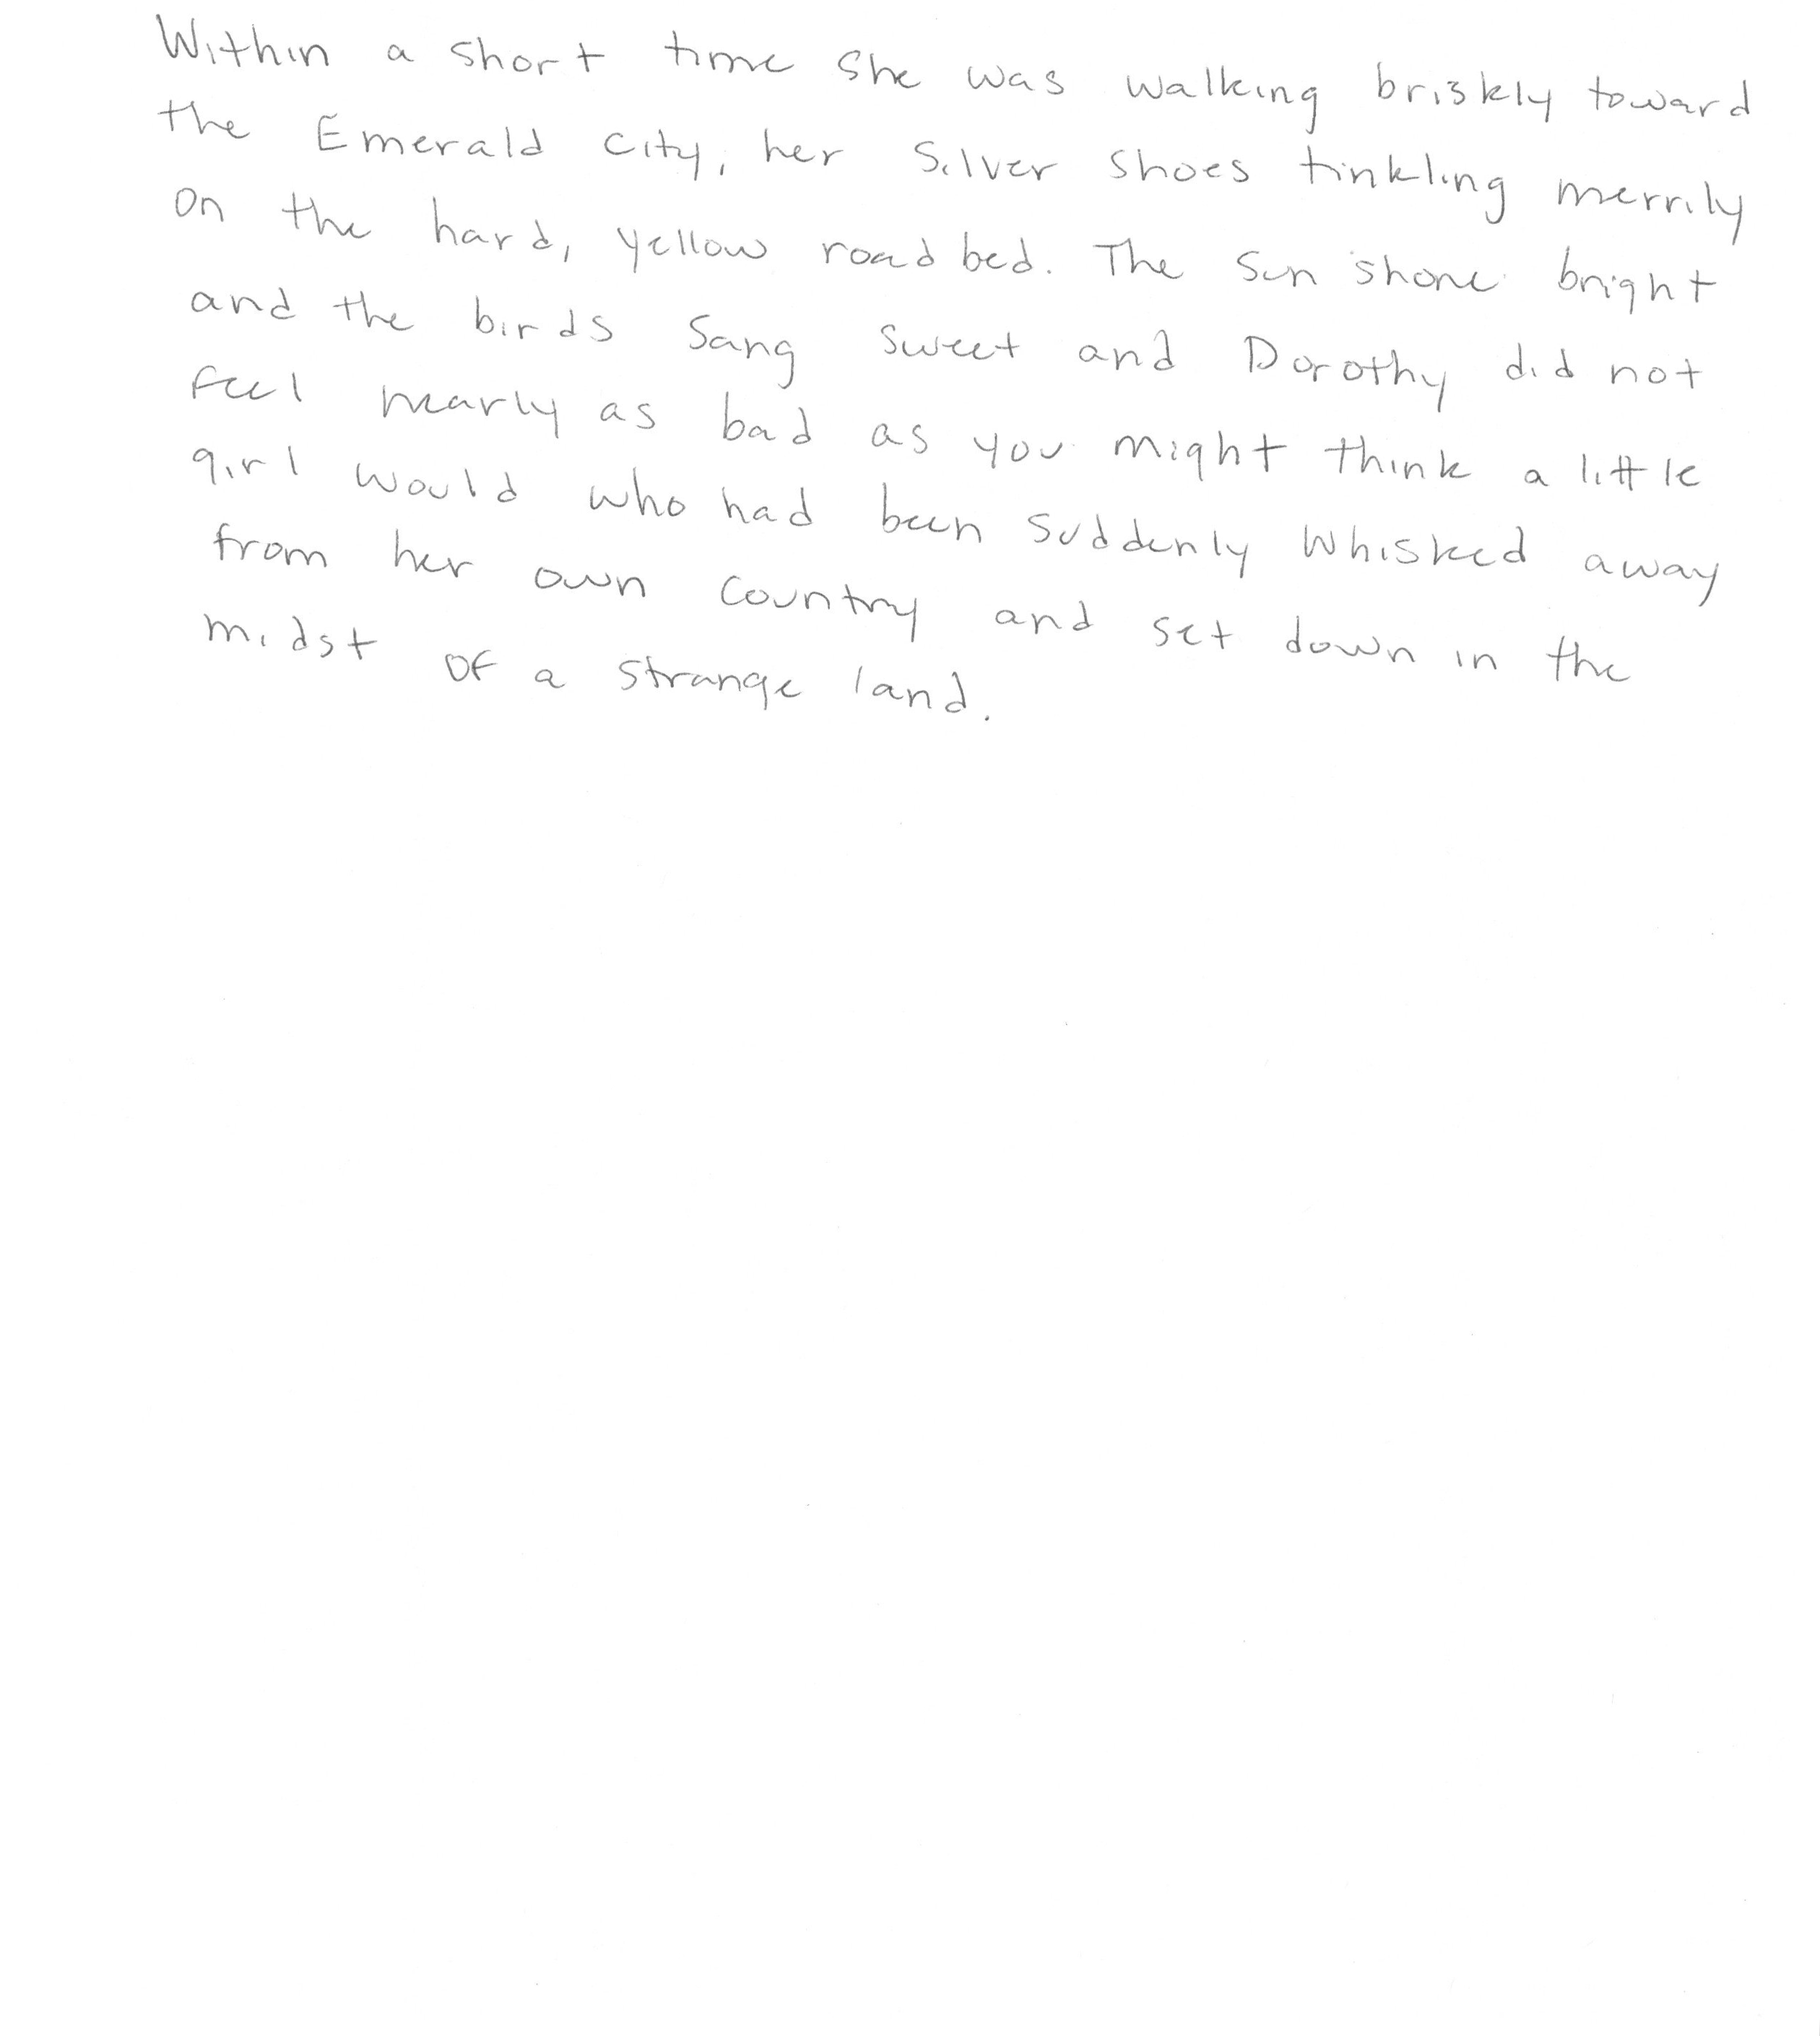 Within a short time she was walking briskly toward
the Emerald City, her Silver Shoes tinkling merrily
on the hard, yellow roadbed. The sun shone bright
and the birds sang sweet and Dorothy did not
feel nearly as bad as you might think a little
girl would who had been suddenly whisked away
from her own country and set down in the
midst of a strange land.